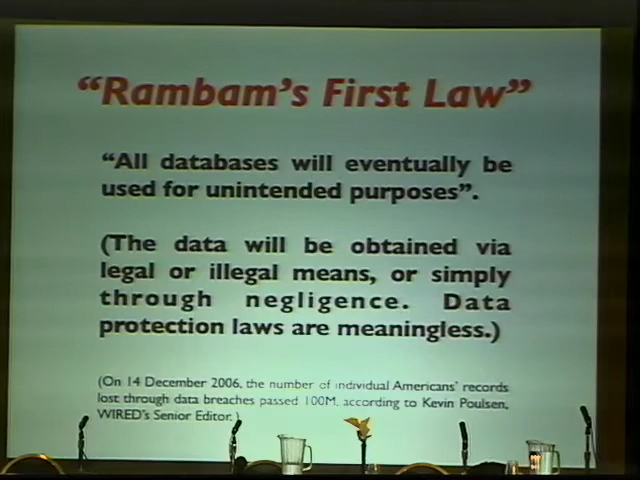 “Rambam’s First Law”
“All databases will eventually be
used for unintended purposes”.
(The data will be obtained via
legal or illegal means, or simply
through negligence. Data
protection laws are meaningless.)
(On 14 December 2006, the number of individual Americans’ records
lost through data breaches passed 100M, according to Kevin Poulsen,
WIRED’s Senior Editor.)